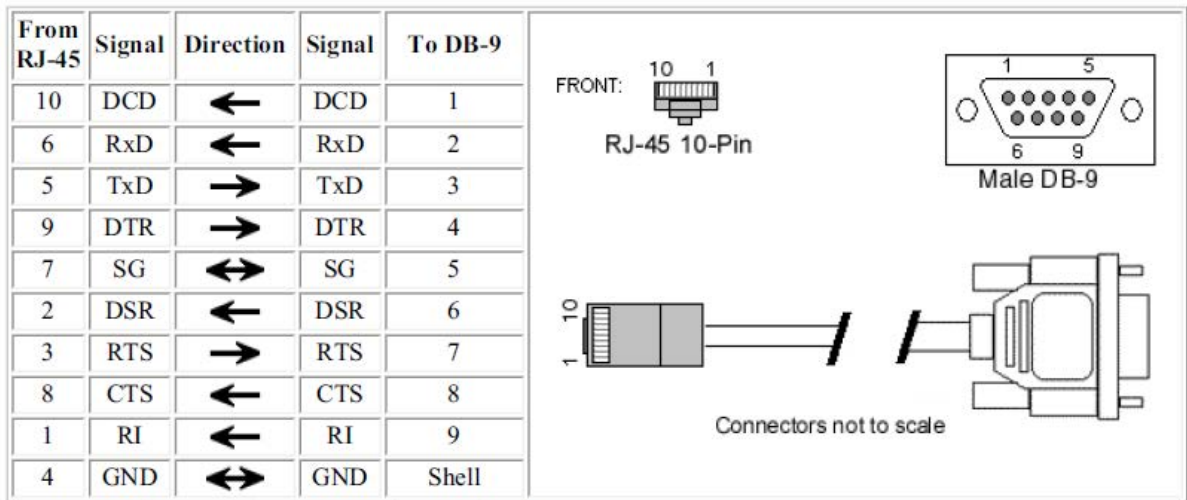 From RJ-45 Signal Direction Signal To DB-9
10 DCD ← DCD 1
6 RxD ← RxD 2
5 TxD → TxD 3
9 DTR → DTR 4
7 SG ↔ SG 5
2 DSR ← DSR 6
3 RTS → RTS 7
8 CTS ← CTS 8
1 RI ← RI 9
4 GND ↔ GND Shell
10 1
FRONT:
RJ-45 10-Pin
1 5
6 9
Male DB-9
10
1
Connectors not to scale